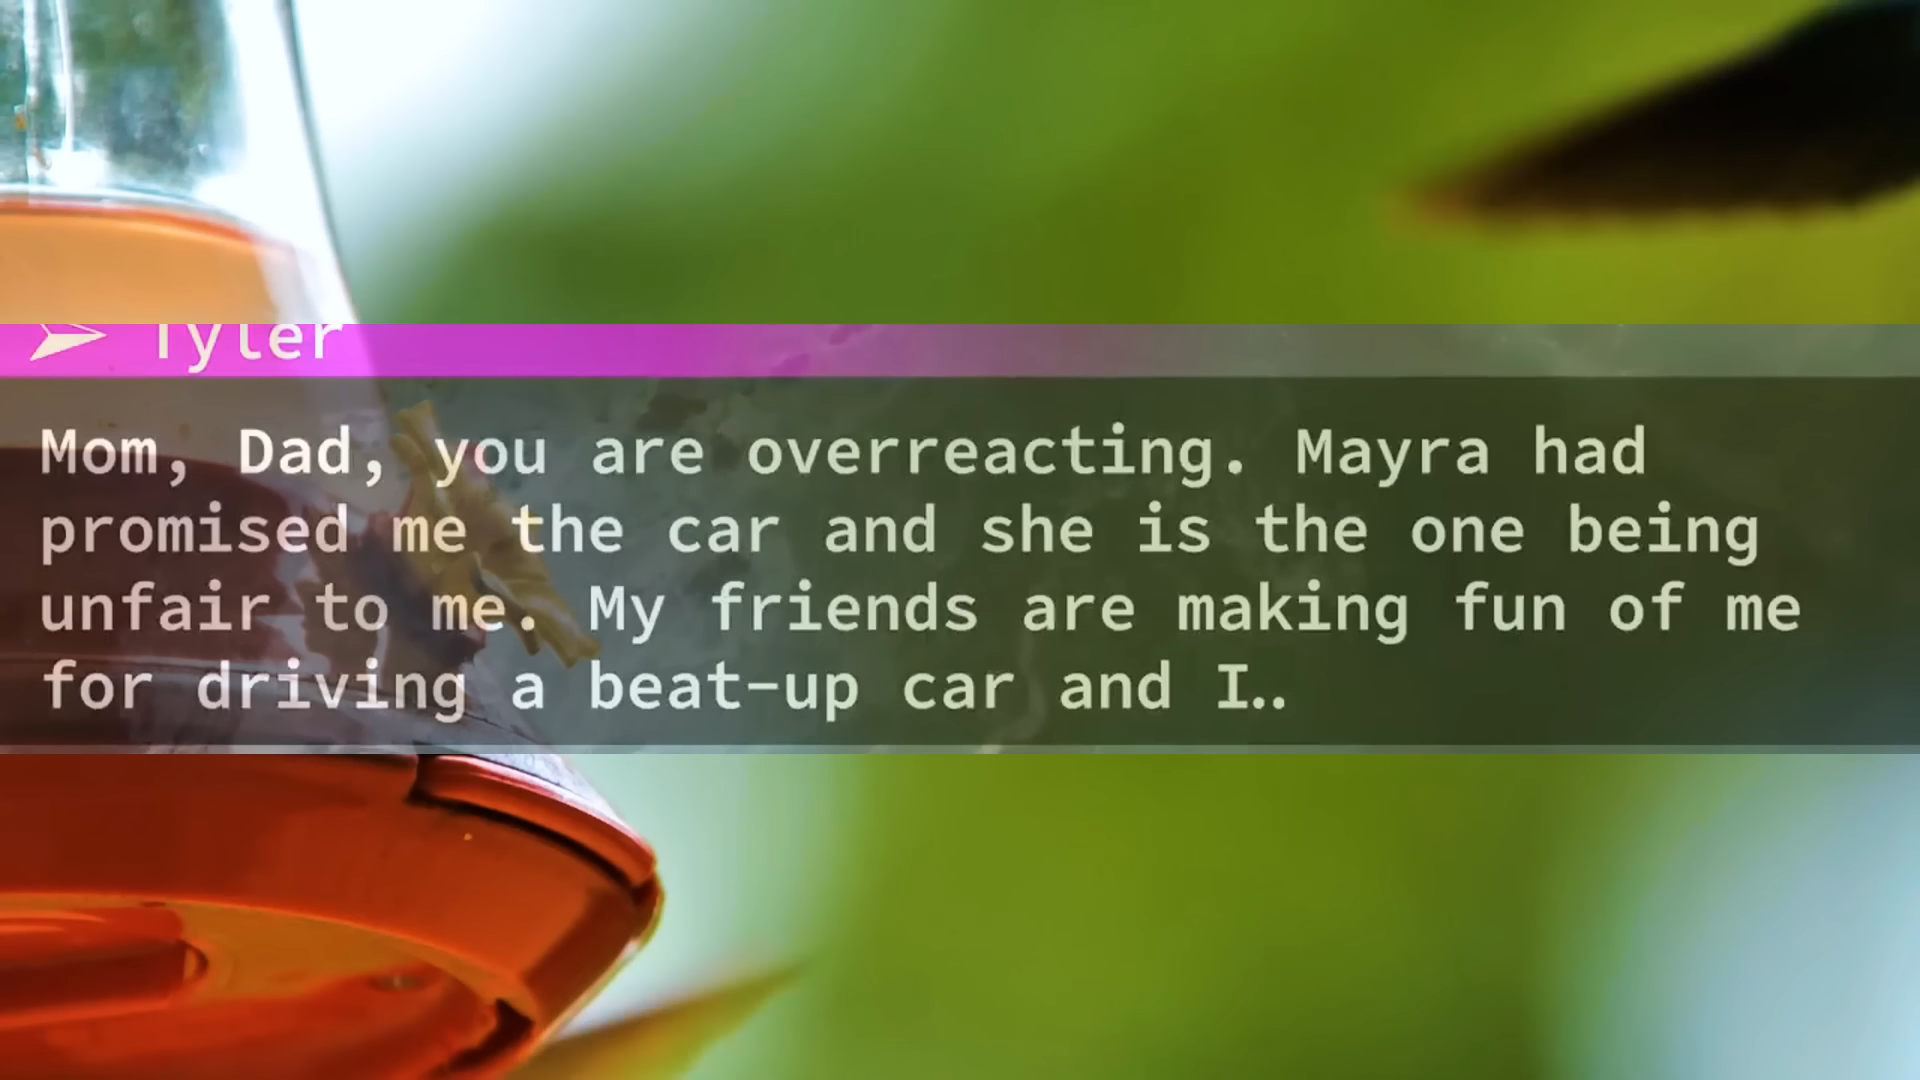 Tyler
Mom, Dad, you are overreacting. Mayra had
promised me the car and she is the one being
unfair to me. My friends are making fun of me
for driving a beat-up car and I..